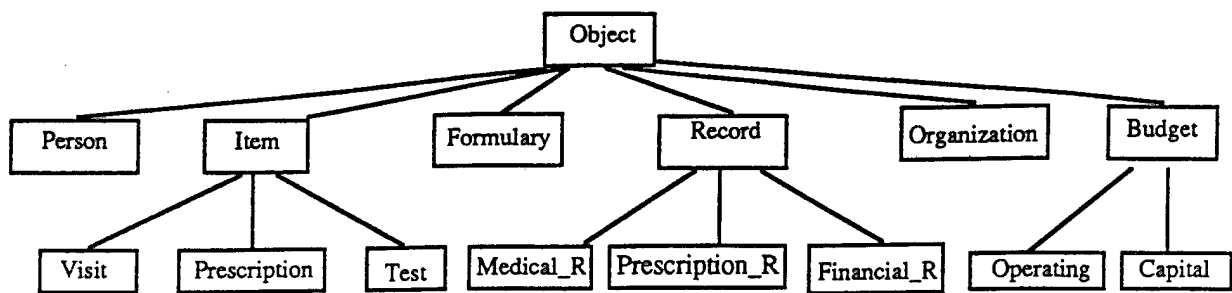 Object
Person
Item
Formulary
Record
Organization
Budget
Visit
Prescription
Test
Medical_R
Prescription_R
Financial_R
Operating
Capital